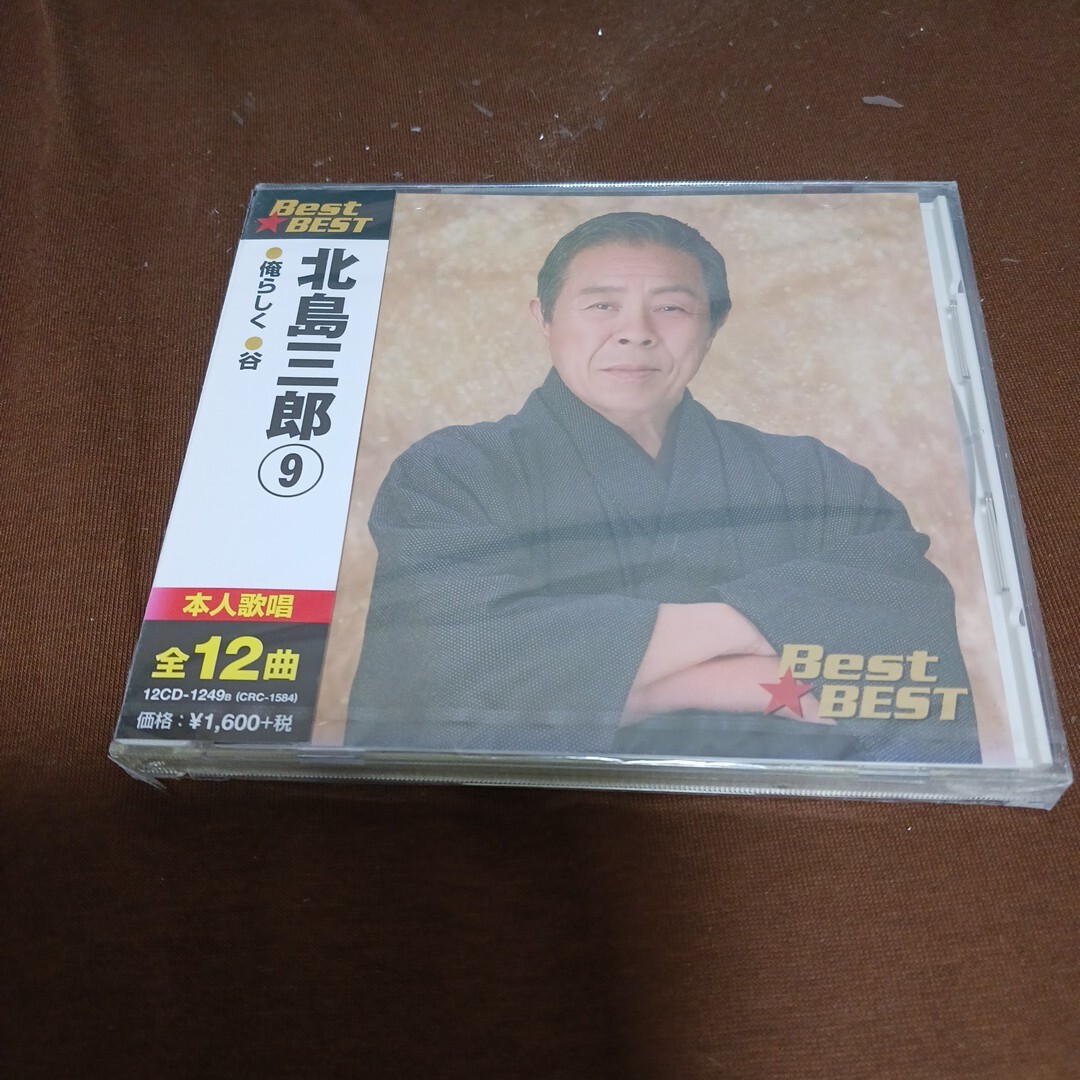 Best
★BEST
北島三郎⑨
●俺らしく ●谷
本人歌唱
全12曲
12CD-1249B (CRC-1584)
価格：¥1,600+税
Best
★BEST